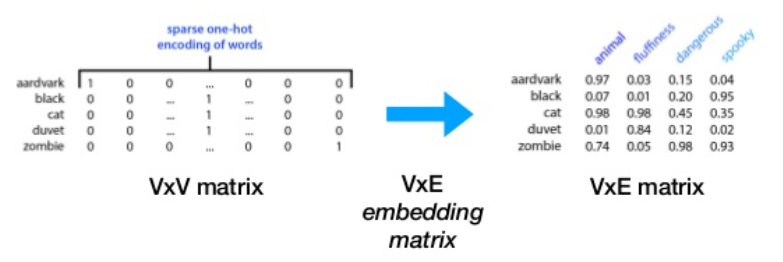 sparse one-hot
encoding of words
aardvark 1 0 0 ... 0 0 0
black 0 0 ... 1 ... 0 0
cat 0 0 ... 1 ... 0 0
duvet 0 0 ... 1 ... 0 0
zombie 0 0 0 ... 0 0 1
VxV matrix
VxE
embedding
matrix
animal fluffiness dangerous spooky
aardvark 0.97 0.03 0.15 0.04
black 0.07 0.01 0.20 0.95
cat 0.98 0.98 0.45 0.35
duvet 0.01 0.84 0.12 0.02
zombie 0.74 0.05 0.98 0.93
VxE matrix